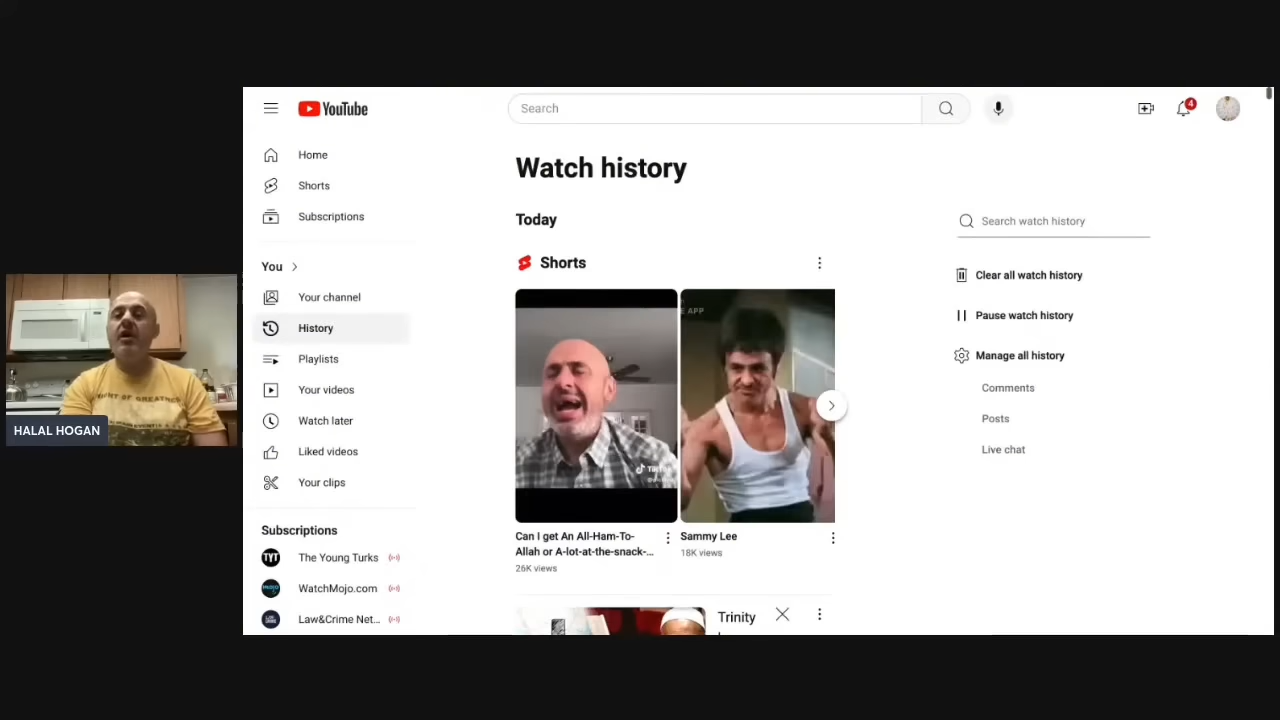 YouTube
Search
4
Home
Shorts
Subscriptions
You
Your channel
History
Playlists
Your videos
Watch later
Liked videos
Your clips
Subscriptions
The Young Turks
WatchMojo.com
Law&Crime Net...
Watch history
Today
Shorts
E APP
Can I get An All-Ham-To-
Allah or A-lot-at-the-snack-...
26K views
Sammy Lee
18K views
Trinity
Search watch history
Clear all watch history
Pause watch history
Manage all history
Comments
Posts
Live chat
HALAL HOGAN
TYT